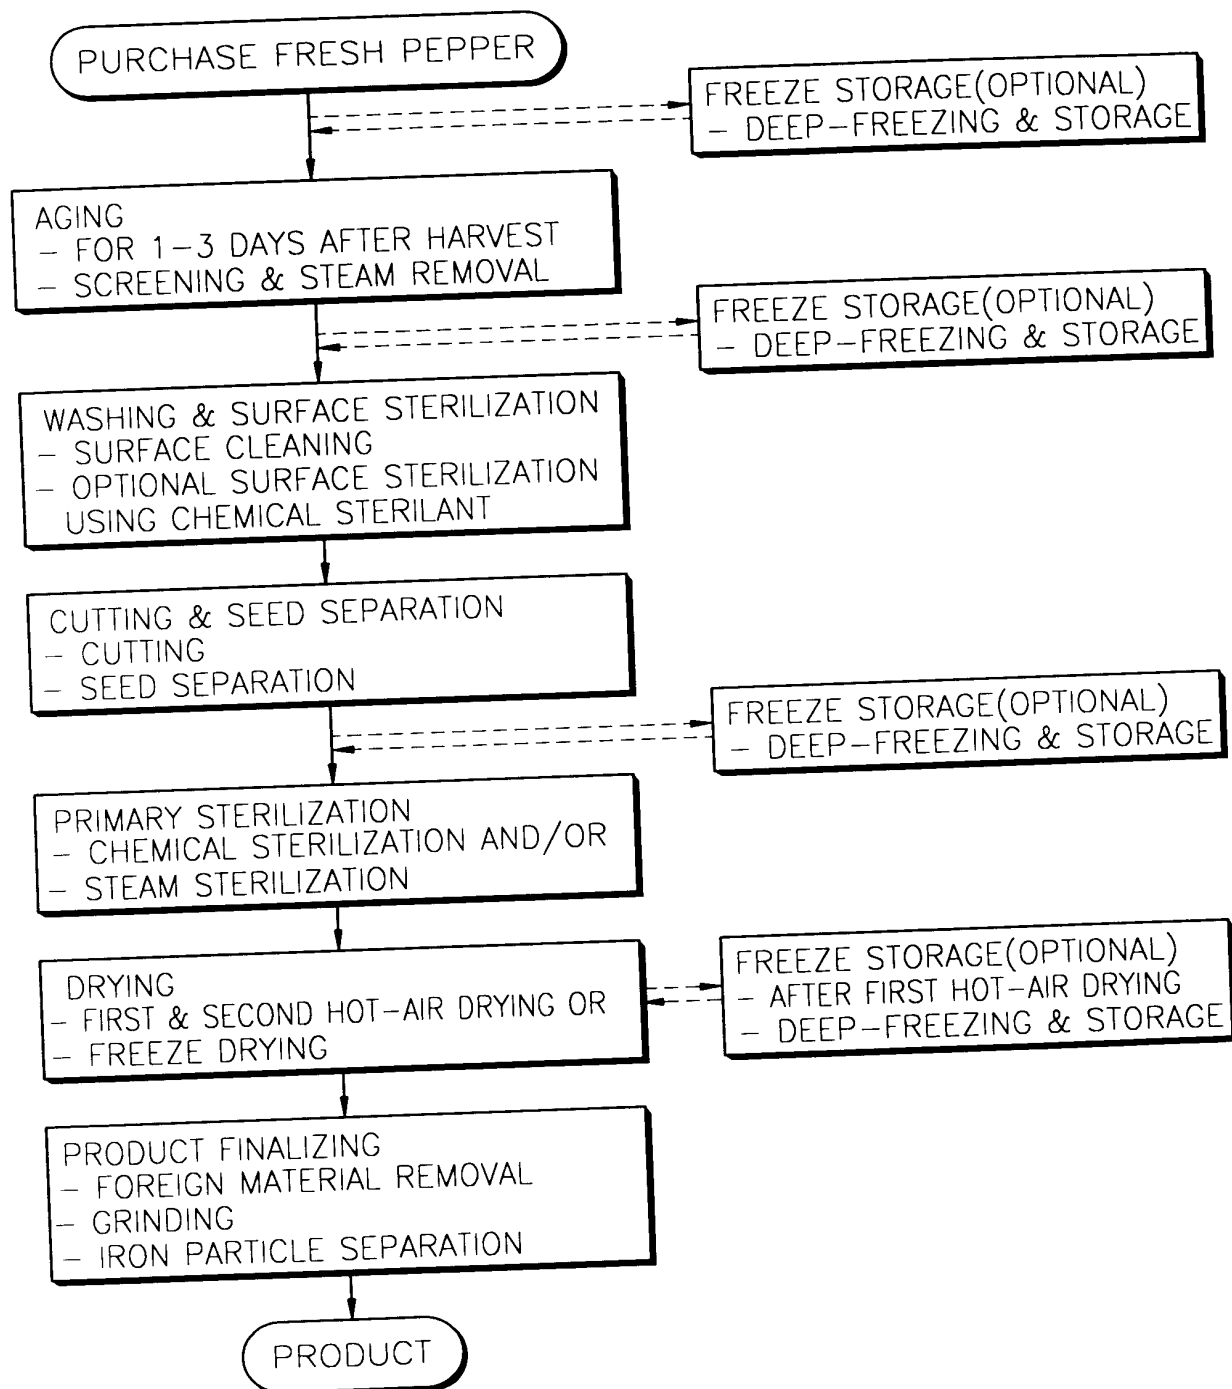 PURCHASE FRESH PEPPER
FREEZE STORAGE(OPTIONAL)
- DEEP-FREEZING & STORAGE
AGING
- FOR 1-3 DAYS AFTER HARVEST
- SCREENING & STEAM REMOVAL
FREEZE STORAGE(OPTIONAL)
- DEEP-FREEZING & STORAGE
WASHING & SURFACE STERILIZATION
- SURFACE CLEANING
- OPTIONAL SURFACE STERILIZATION
USING CHEMICAL STERILANT
CUTTING & SEED SEPARATION
- CUTTING
- SEED SEPARATION
FREEZE STORAGE(OPTIONAL)
- DEEP-FREEZING & STORAGE
PRIMARY STERILIZATION
- CHEMICAL STERILIZATION AND/OR
- STEAM STERILIZATION
DRYING
- FIRST & SECOND HOT-AIR DRYING OR
- FREEZE DRYING
FREEZE STORAGE(OPTIONAL)
- AFTER FIRST HOT-AIR DRYING
- DEEP-FREEZING & STORAGE
PRODUCT FINALIZING
- FOREIGN MATERIAL REMOVAL
- GRINDING
- IRON PARTICLE SEPARATION
PRODUCT